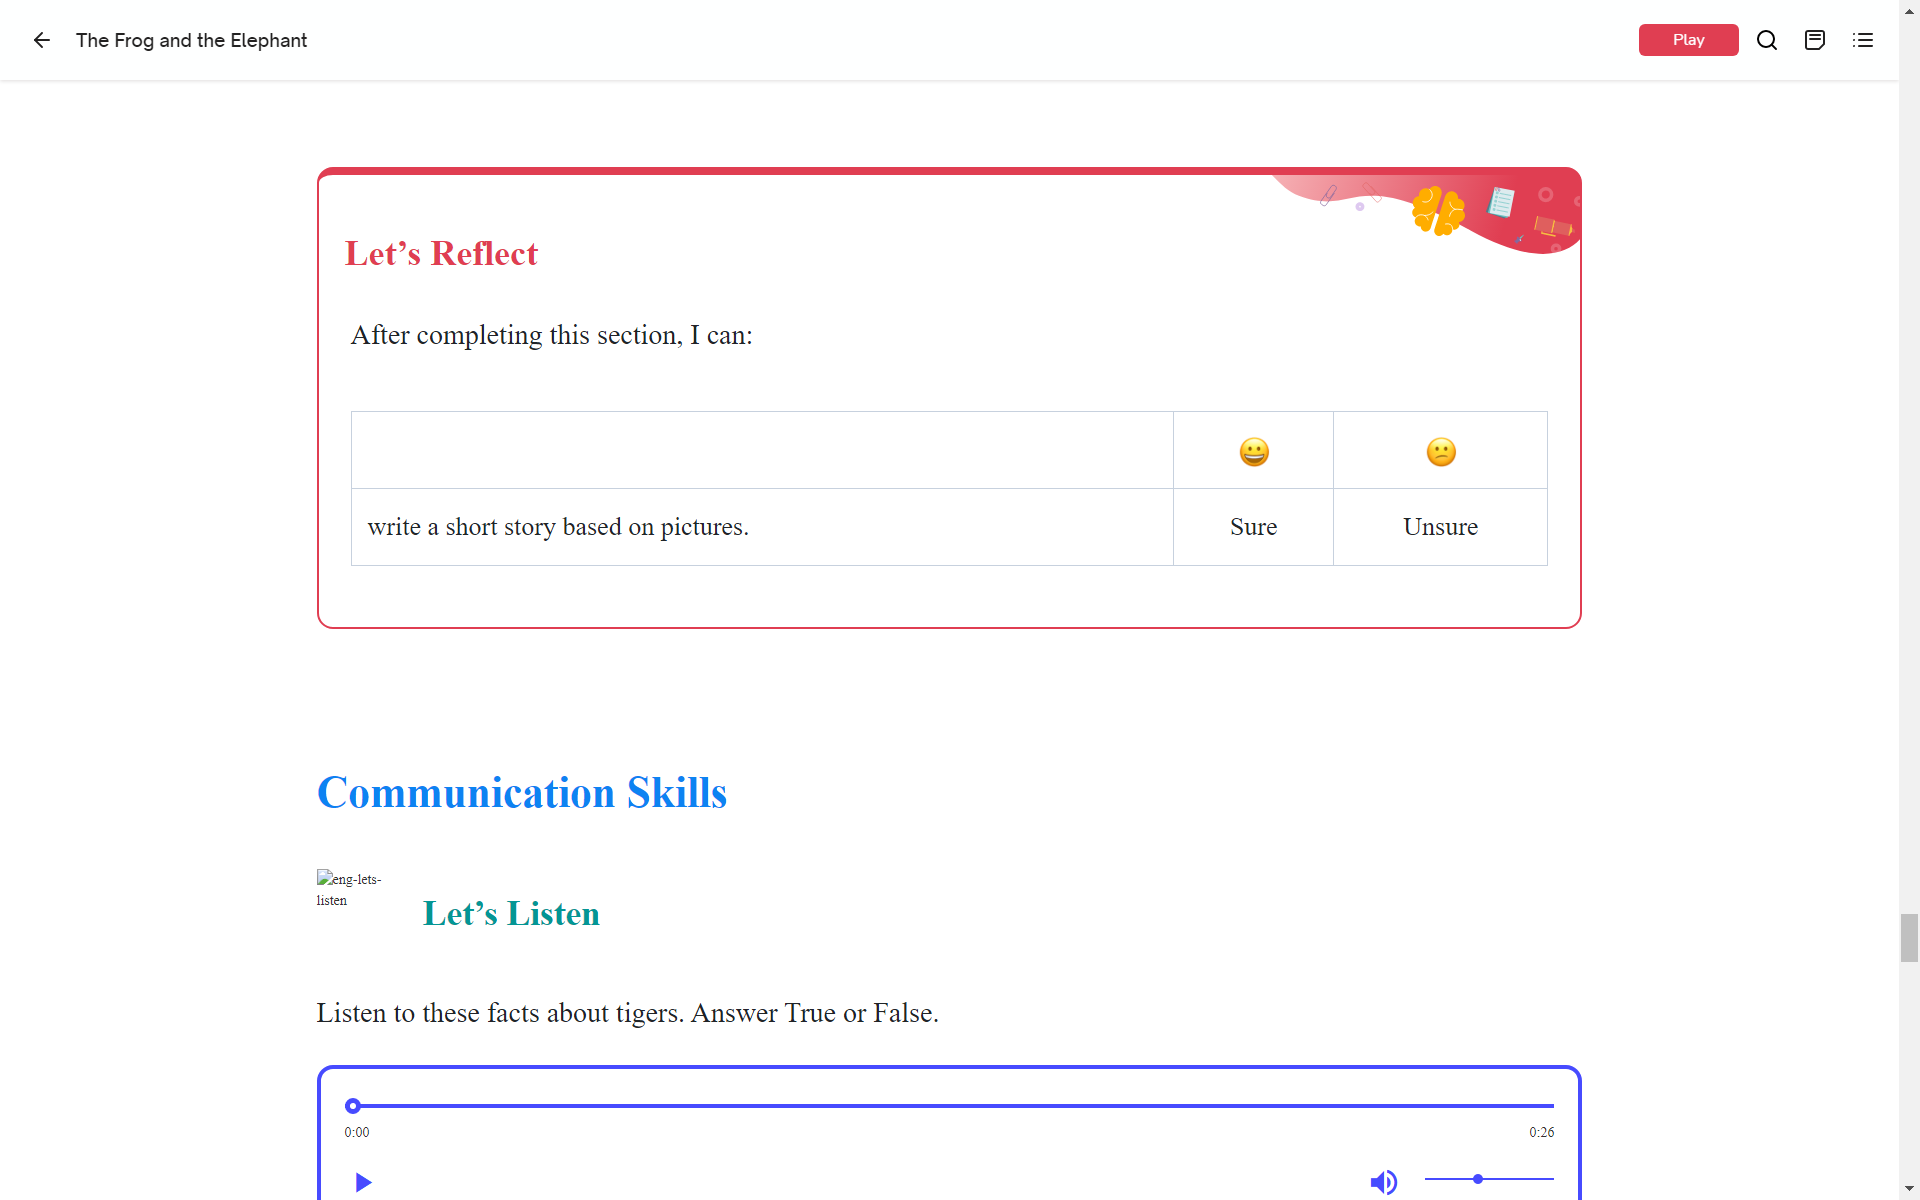 The Frog and the Elephant
Play
Let’s Reflect
After completing this section, I can:
write a short story based on pictures.
Sure
Unsure
Communication Skills
eng-lets-
listen
Let’s Listen
Listen to these facts about tigers. Answer True or False.
0:00
0:26